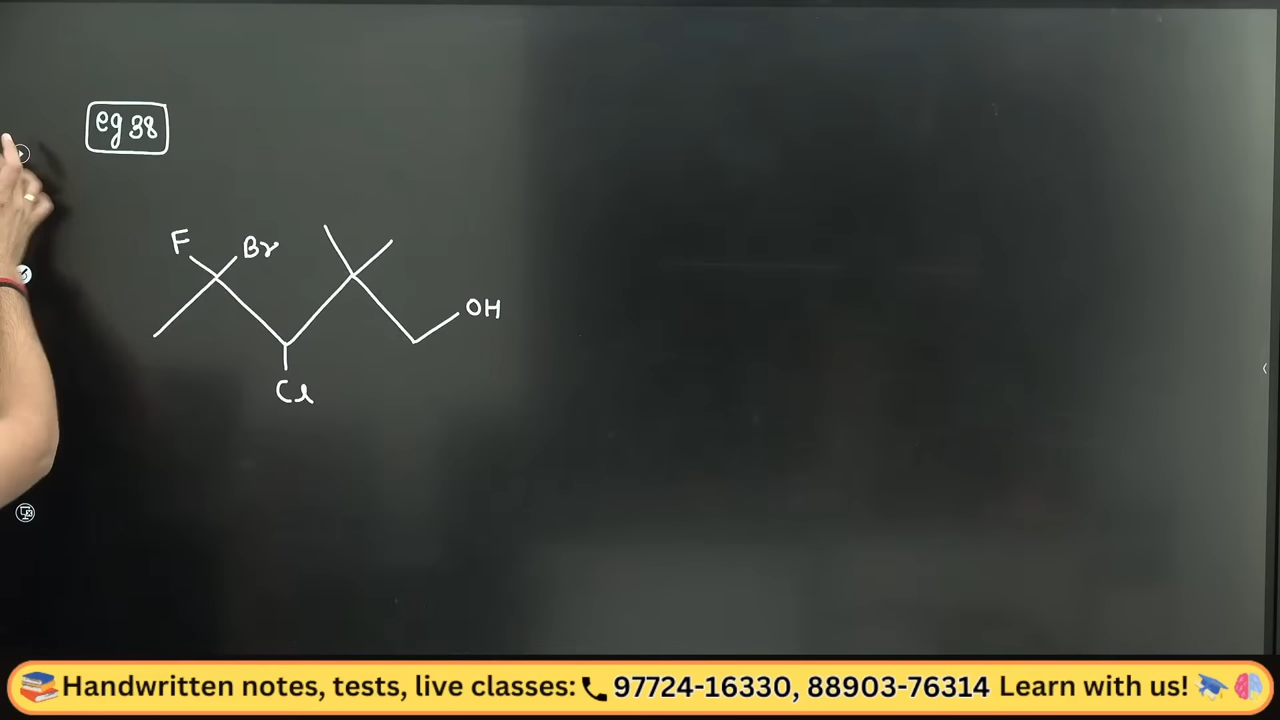 eg 38
F
Br
OH
Cl
Handwritten notes, tests, live classes: 97724-16330, 88903-76314 Learn with us!